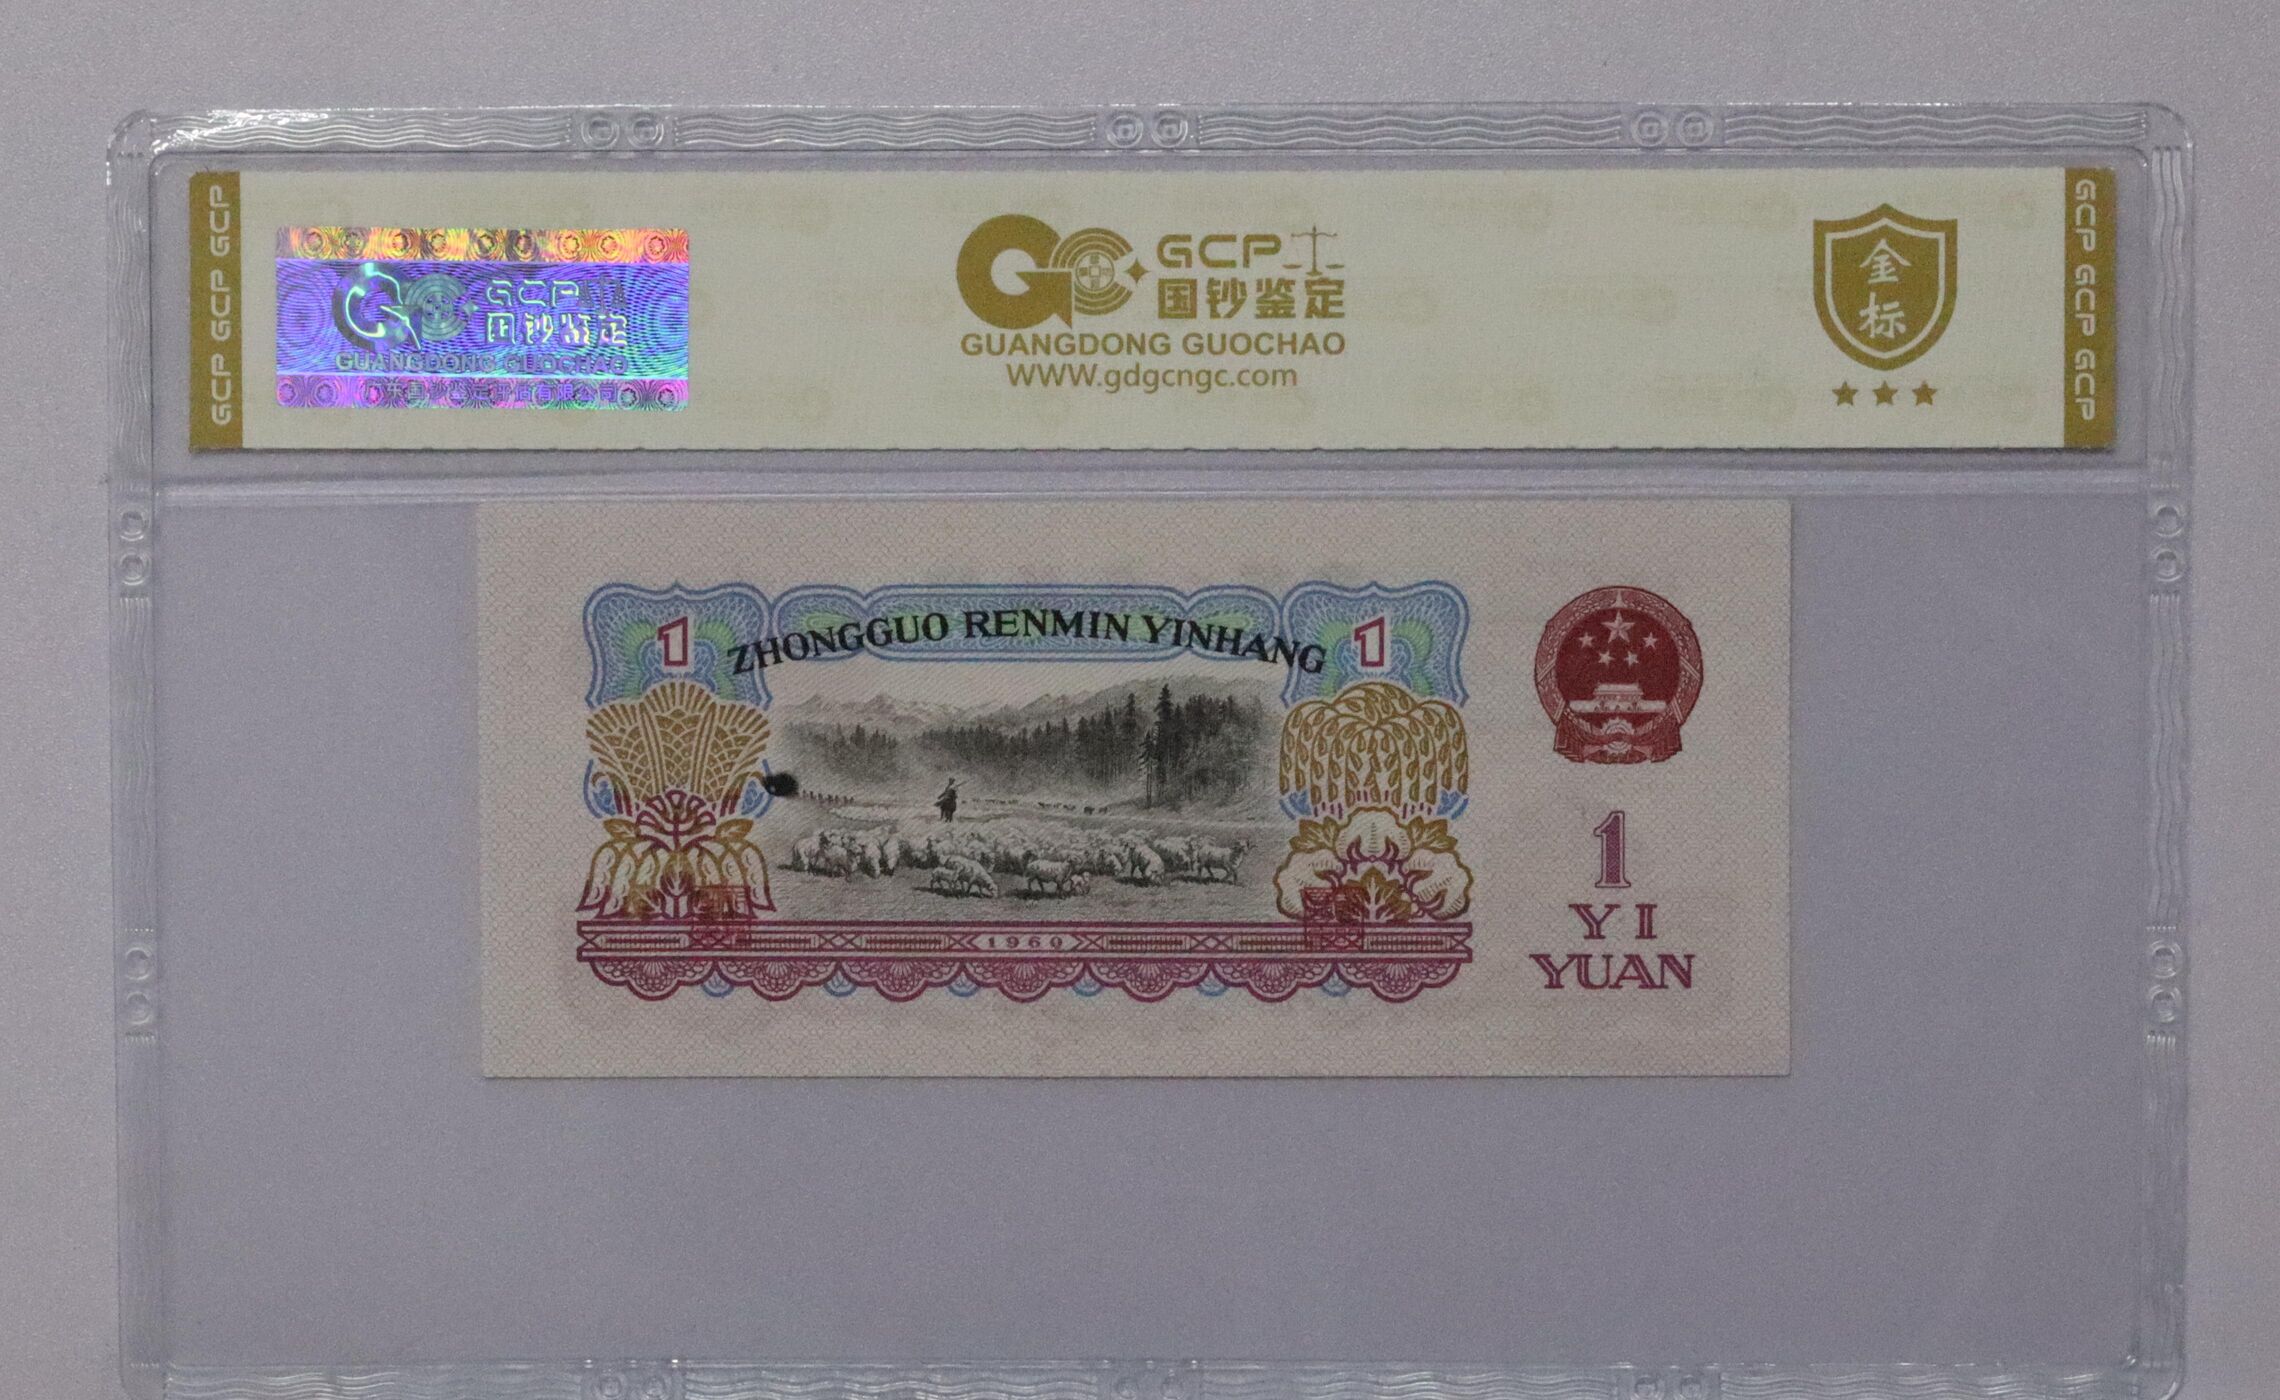 GCP GCP GCP
GCP
国钞鉴定
GUANGDONG GUOCHAO
广东国钞鉴定评估有限公司
GCP
国钞鉴定
GUANGDONG GUOCHAO
WWW.gdgcngc.com
金标
GCP GCP GCP
1 ZHONGGUO RENMIN YINHANG 1
1960
1
YI
YUAN